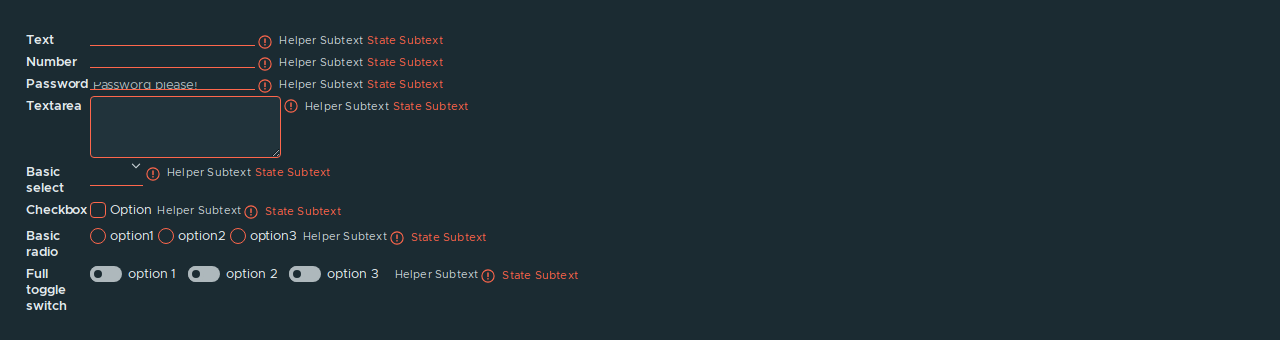 Text Helper Subtext State Subtext
Number Helper Subtext State Subtext
Password Password please! Helper Subtext State Subtext
Textarea Helper Subtext State Subtext
Basic select Helper Subtext State Subtext
Checkbox Option Helper Subtext State Subtext
Basic radio option1 option2 option3 Helper Subtext State Subtext
Full toggle switch option 1 option 2 option 3 Helper Subtext State Subtext